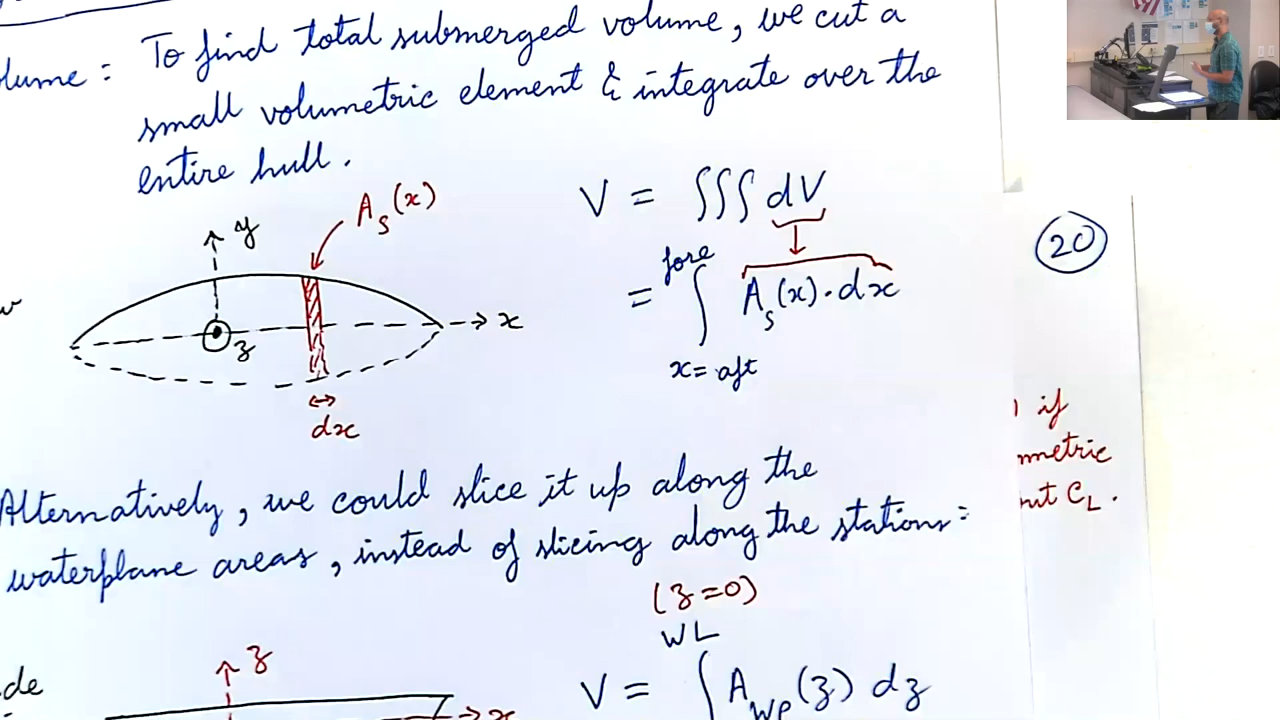 lume : To find total submerged volume, we cut a
small volumetric element & integrate over the
entire hull.
A_S(x)
y
x
z
dx
V = ∫∫∫ dV
fore
= ∫ A_S(x)·dx
x = aft
20
if
mmetric
C_L.
Alternatively, we could slice it up along the
waterplane areas, instead of slicing along the stations:
(z=0)
WL
V = ∫ A_WP(z) dz
de
z
x